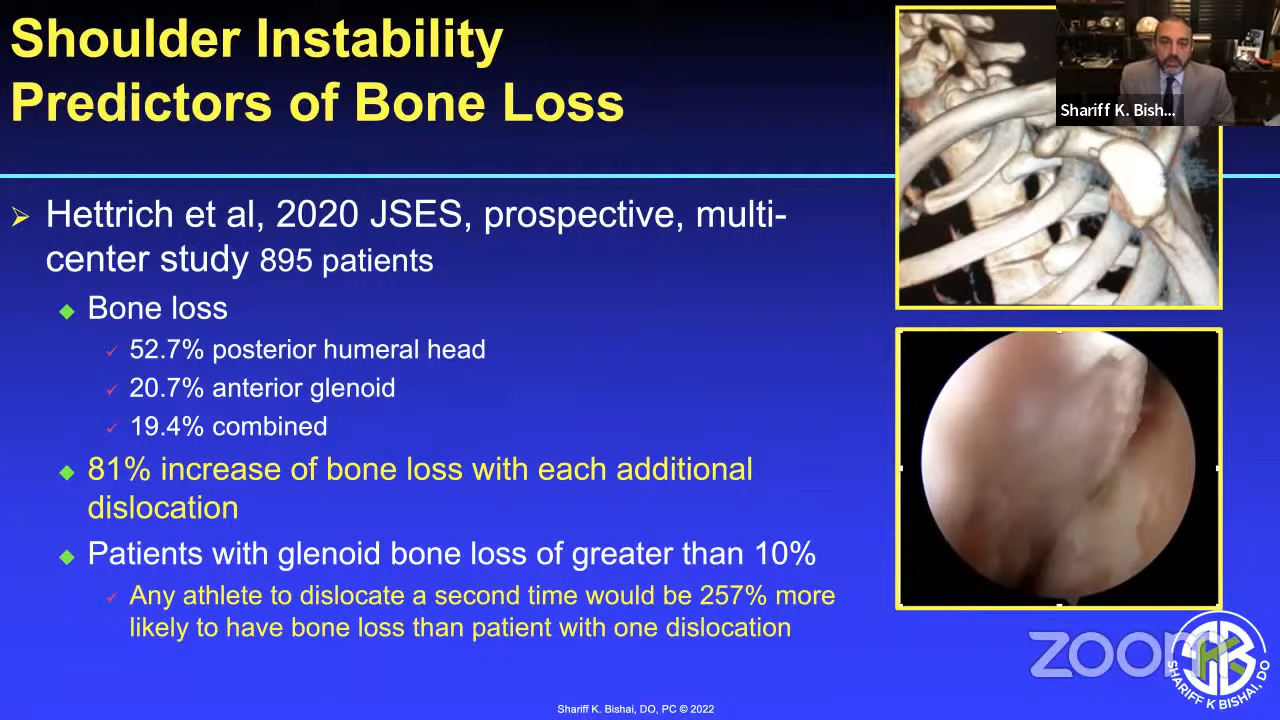 Shoulder Instability
Predictors of Bone Loss
Shariff K. Bish...
Hettrich et al, 2020 JSES, prospective, multi-
center study 895 patients
Bone loss
52.7% posterior humeral head
20.7% anterior glenoid
19.4% combined
81% increase of bone loss with each additional
dislocation
Patients with glenoid bone loss of greater than 10%
Any athlete to dislocate a second time would be 257% more
likely to have bone loss than patient with one dislocation
zoom
SKB
SHARIFF K BISHAI, DO
Shariff K. Bishai, DO, PC © 2022